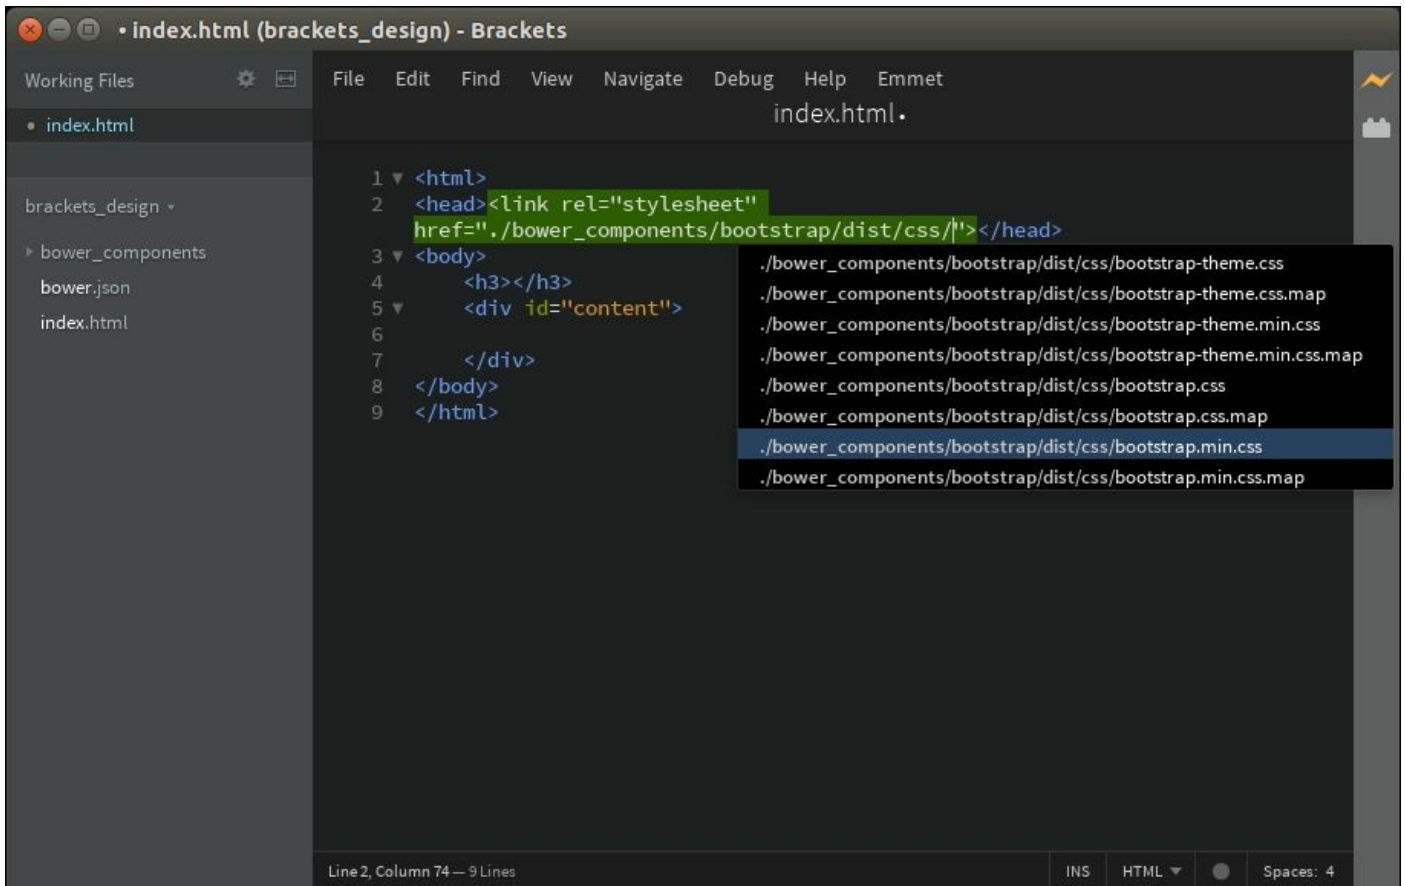 • index.html (brackets_design) - Brackets
Working Files
• index.html
brackets_design
bower_components
bower.json
index.html
File Edit Find View Navigate Debug Help Emmet
index.html •
1 <html>
2 <head><link rel="stylesheet"
href="./bower_components/bootstrap/dist/css/"></head>
3 <body>
4 <h3></h3>
5 <div id="content">
6
7 </div>
8 </body>
9 </html>
./bower_components/bootstrap/dist/css/bootstrap-theme.css
./bower_components/bootstrap/dist/css/bootstrap-theme.css.map
./bower_components/bootstrap/dist/css/bootstrap-theme.min.css
./bower_components/bootstrap/dist/css/bootstrap-theme.min.css.map
./bower_components/bootstrap/dist/css/bootstrap.css
./bower_components/bootstrap/dist/css/bootstrap.css.map
./bower_components/bootstrap/dist/css/bootstrap.min.css
./bower_components/bootstrap/dist/css/bootstrap.min.css.map
Line 2, Column 74 — 9 Lines INS HTML Spaces: 4